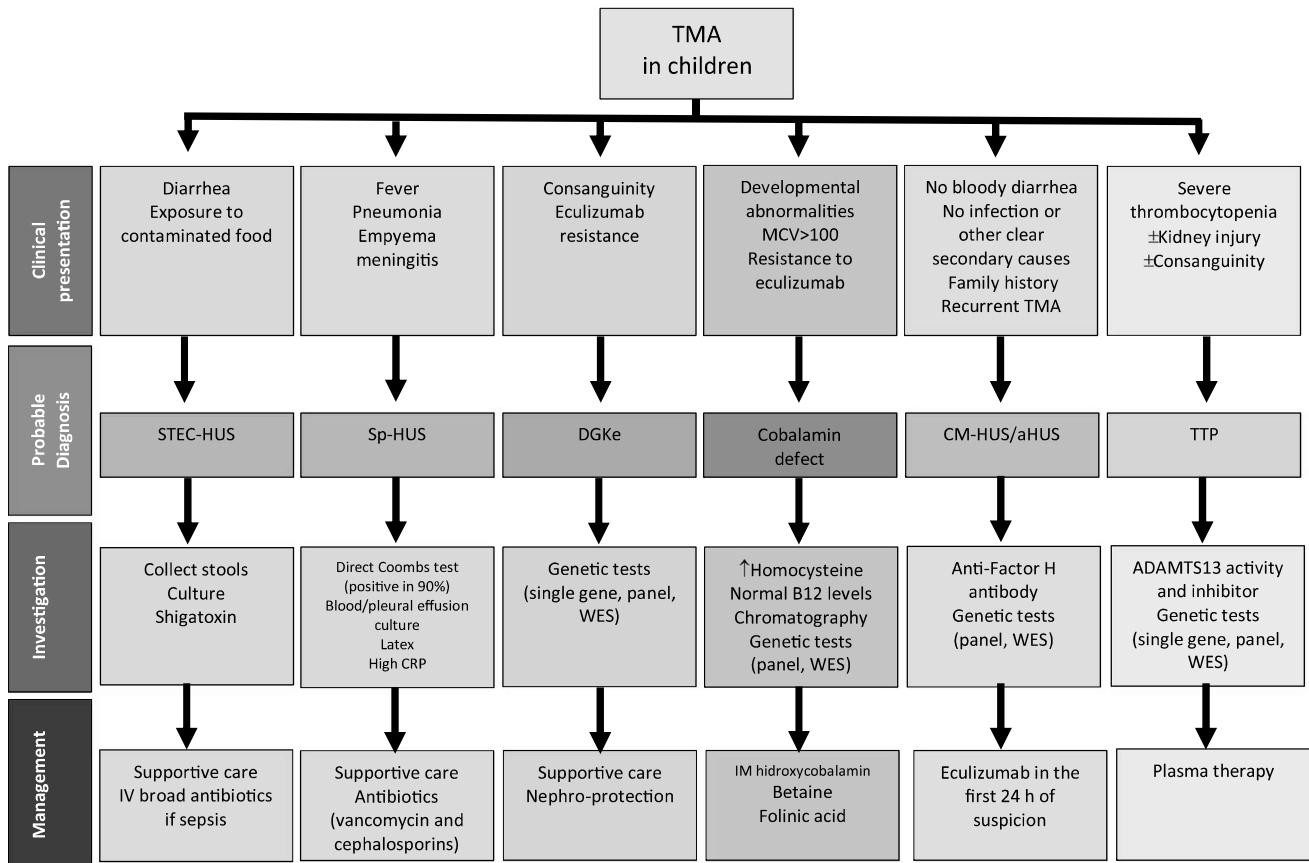 TMA
in children
Clinical
presentation
Diarrhea
Exposure to
contaminated food
Fever
Pneumonia
Empyema
meningitis
Consanguinity
Eculizumab
resistance
Developmental
abnormalities
MCV>100
Resistance to
eculizumab
No bloody diarrhea
No infection or
other clear
secondary causes
Family history
Recurrent TMA
Severe
thrombocytopenia
±Kidney injury
±Consanguinity
Probable
Diagnosis
STEC-HUS
Sp-HUS
DGKe
Cobalamin
defect
CM-HUS/aHUS
TTP
Investigation
Collect stools
Culture
Shigatoxin
Direct Coombs test
(positive in 90%)
Blood/pleural effusion
culture
Latex
High CRP
Genetic tests
(single gene, panel,
WES)
↑Homocysteine
Normal B12 levels
Chromatography
Genetic tests
(panel, WES)
Anti-Factor H
antibody
Genetic tests
(panel, WES)
ADAMTS13 activity
and inhibitor
Genetic tests
(single gene, panel,
WES)
Management
Supportive care
IV broad antibiotics
if sepsis
Supportive care
Antibiotics
(vancomycin and
cephalosporins)
Supportive care
Nephro-protection
IM hidroxycobalamin
Betaine
Folinic acid
Eculizumab in the
first 24 h of
suspicion
Plasma therapy